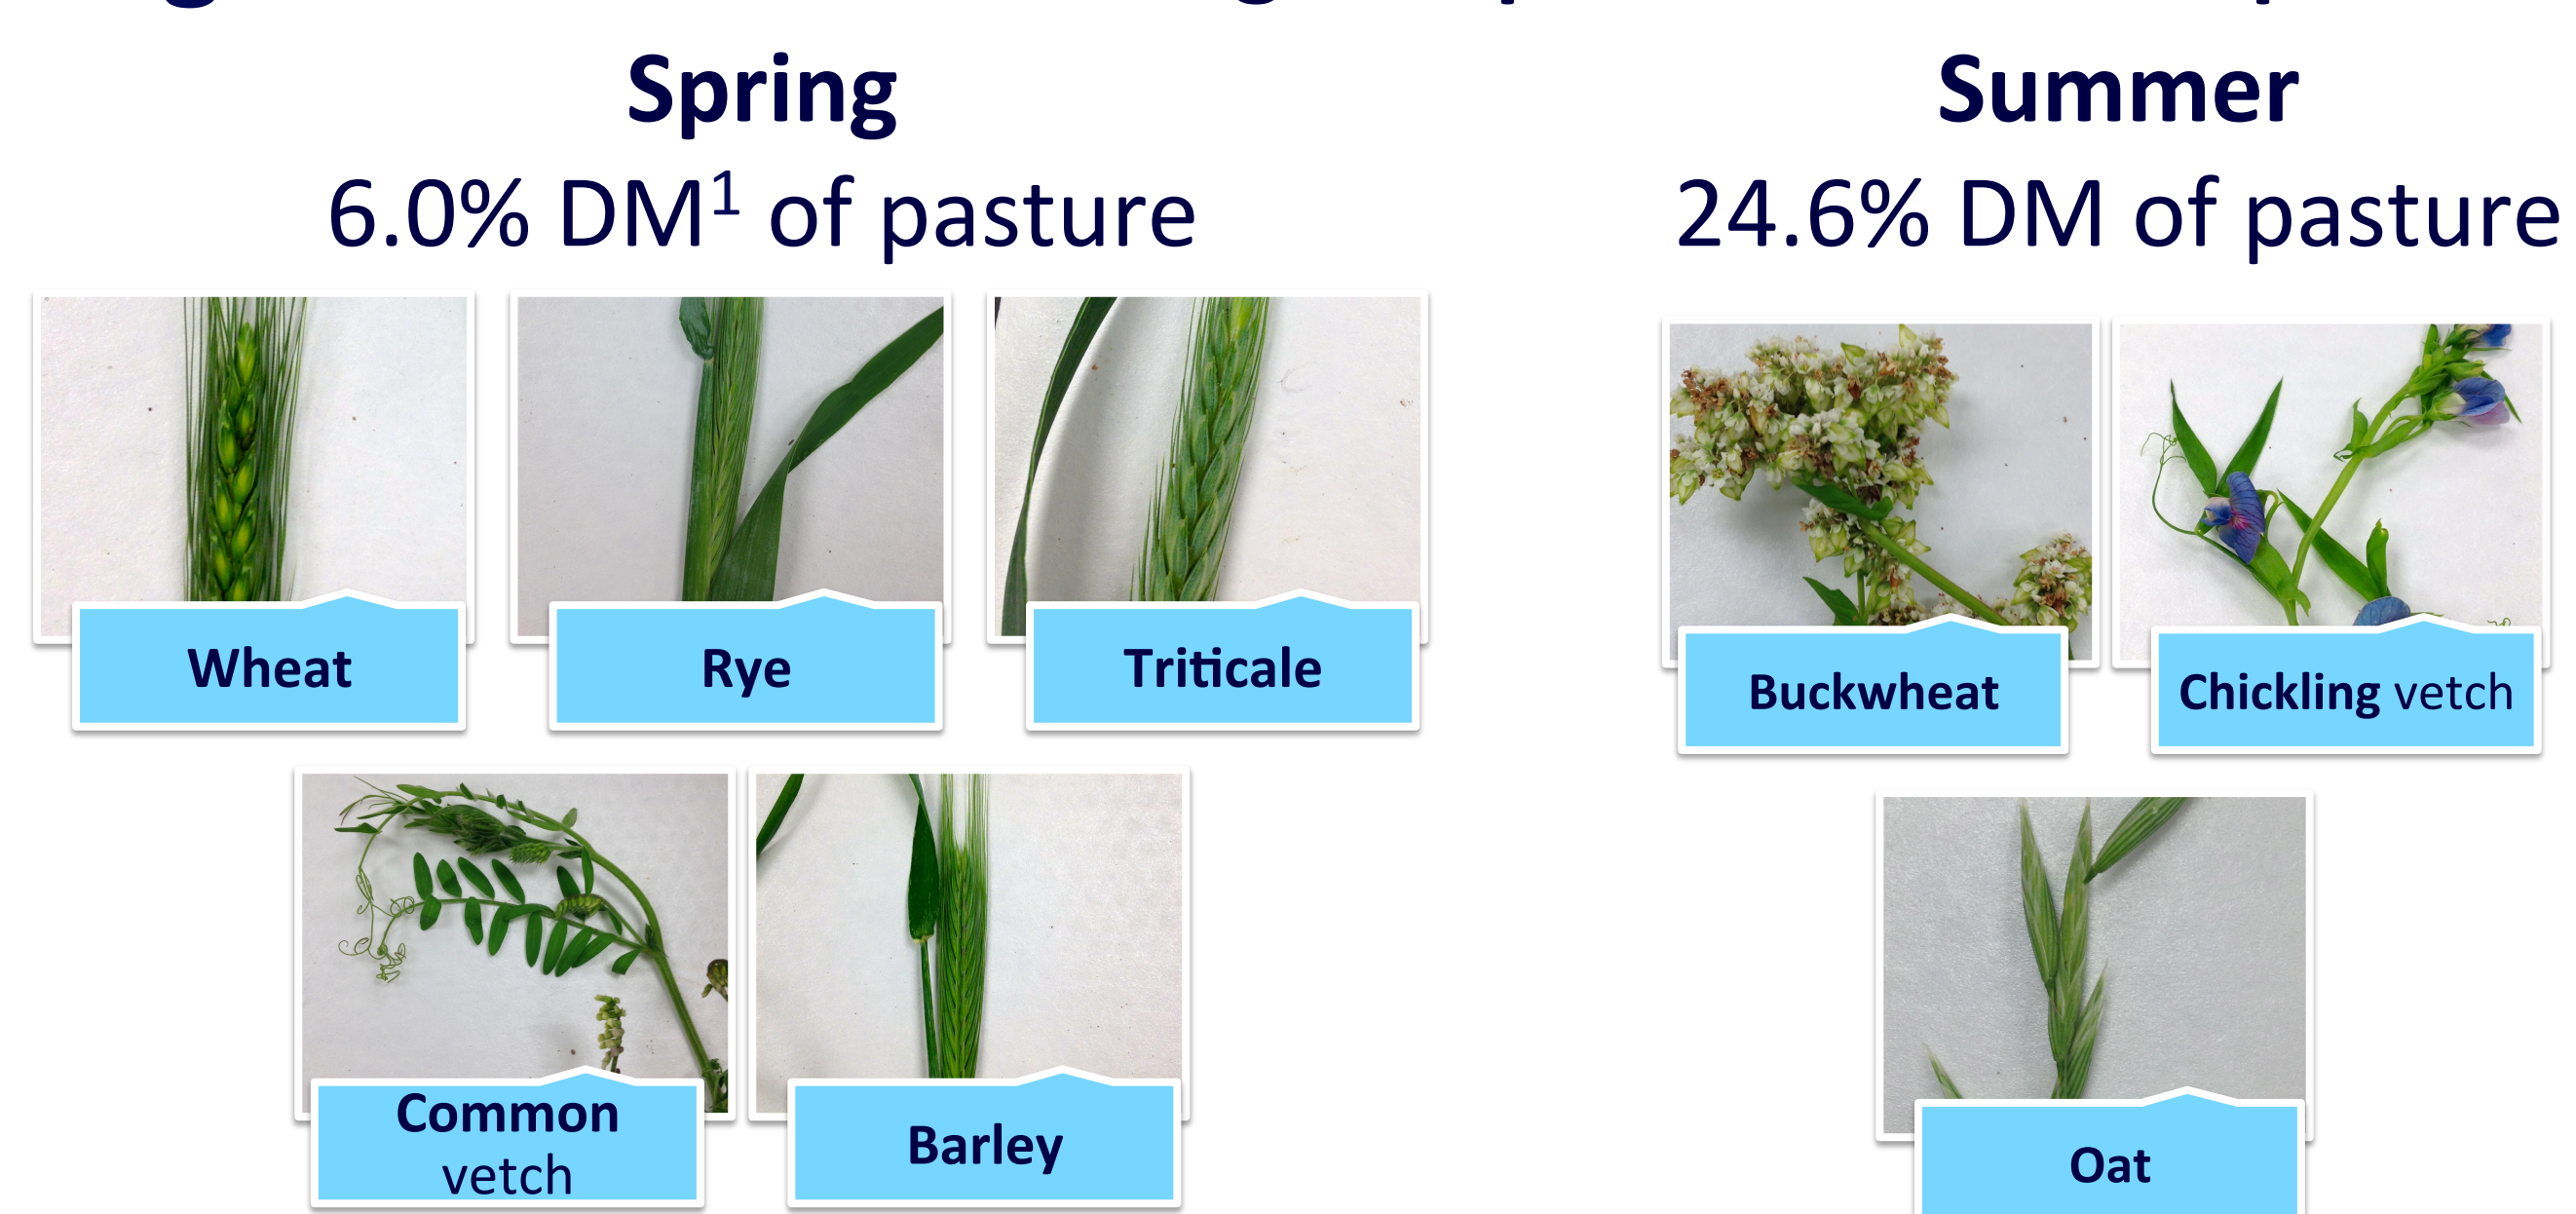 Spring
6.0% DM¹ of pasture
Wheat
Rye
Triticale
Common
vetch
Barley
Summer
24.6% DM of pasture
Buckwheat
Chickling vetch
Oat